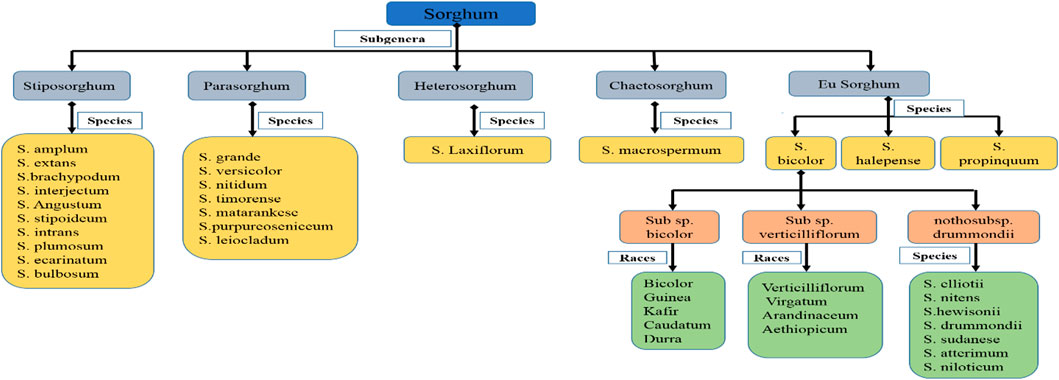 Sorghum
Subgenera
Stiposorghum
Parasorghum
Heterosorghum
Chaetosorghum
Eu Sorghum
Species
Species
Species
Species
Species
S. amplum
S. extans
S.brachypodum
S. interjectum
S. Angustum
S. stipoideum
S. intrans
S. plumosum
S. ecarinatum
S. bulbosum
S. grande
S. versicolor
S. nitidum
S. timorense
S. matarankese
S.purpureosericeum
S. leiocladum
S. Laxiflorum
S. macrospermum
S.
bicolor
S.
halepense
S.
propinquum
Sub sp.
bicolor
Sub sp.
verticilliflorum
nothosubsp.
drummondii
Races
Races
Species
Bicolor
Guinea
Kafir
Caudatum
Durra
Verticilliflorum
Virgatum
Arandinaceum
Aethiopicum
S. elliotii
S. nitens
S.hewisonii
S. drummondii
S. sudanese
S. atterimum
S. niloticum